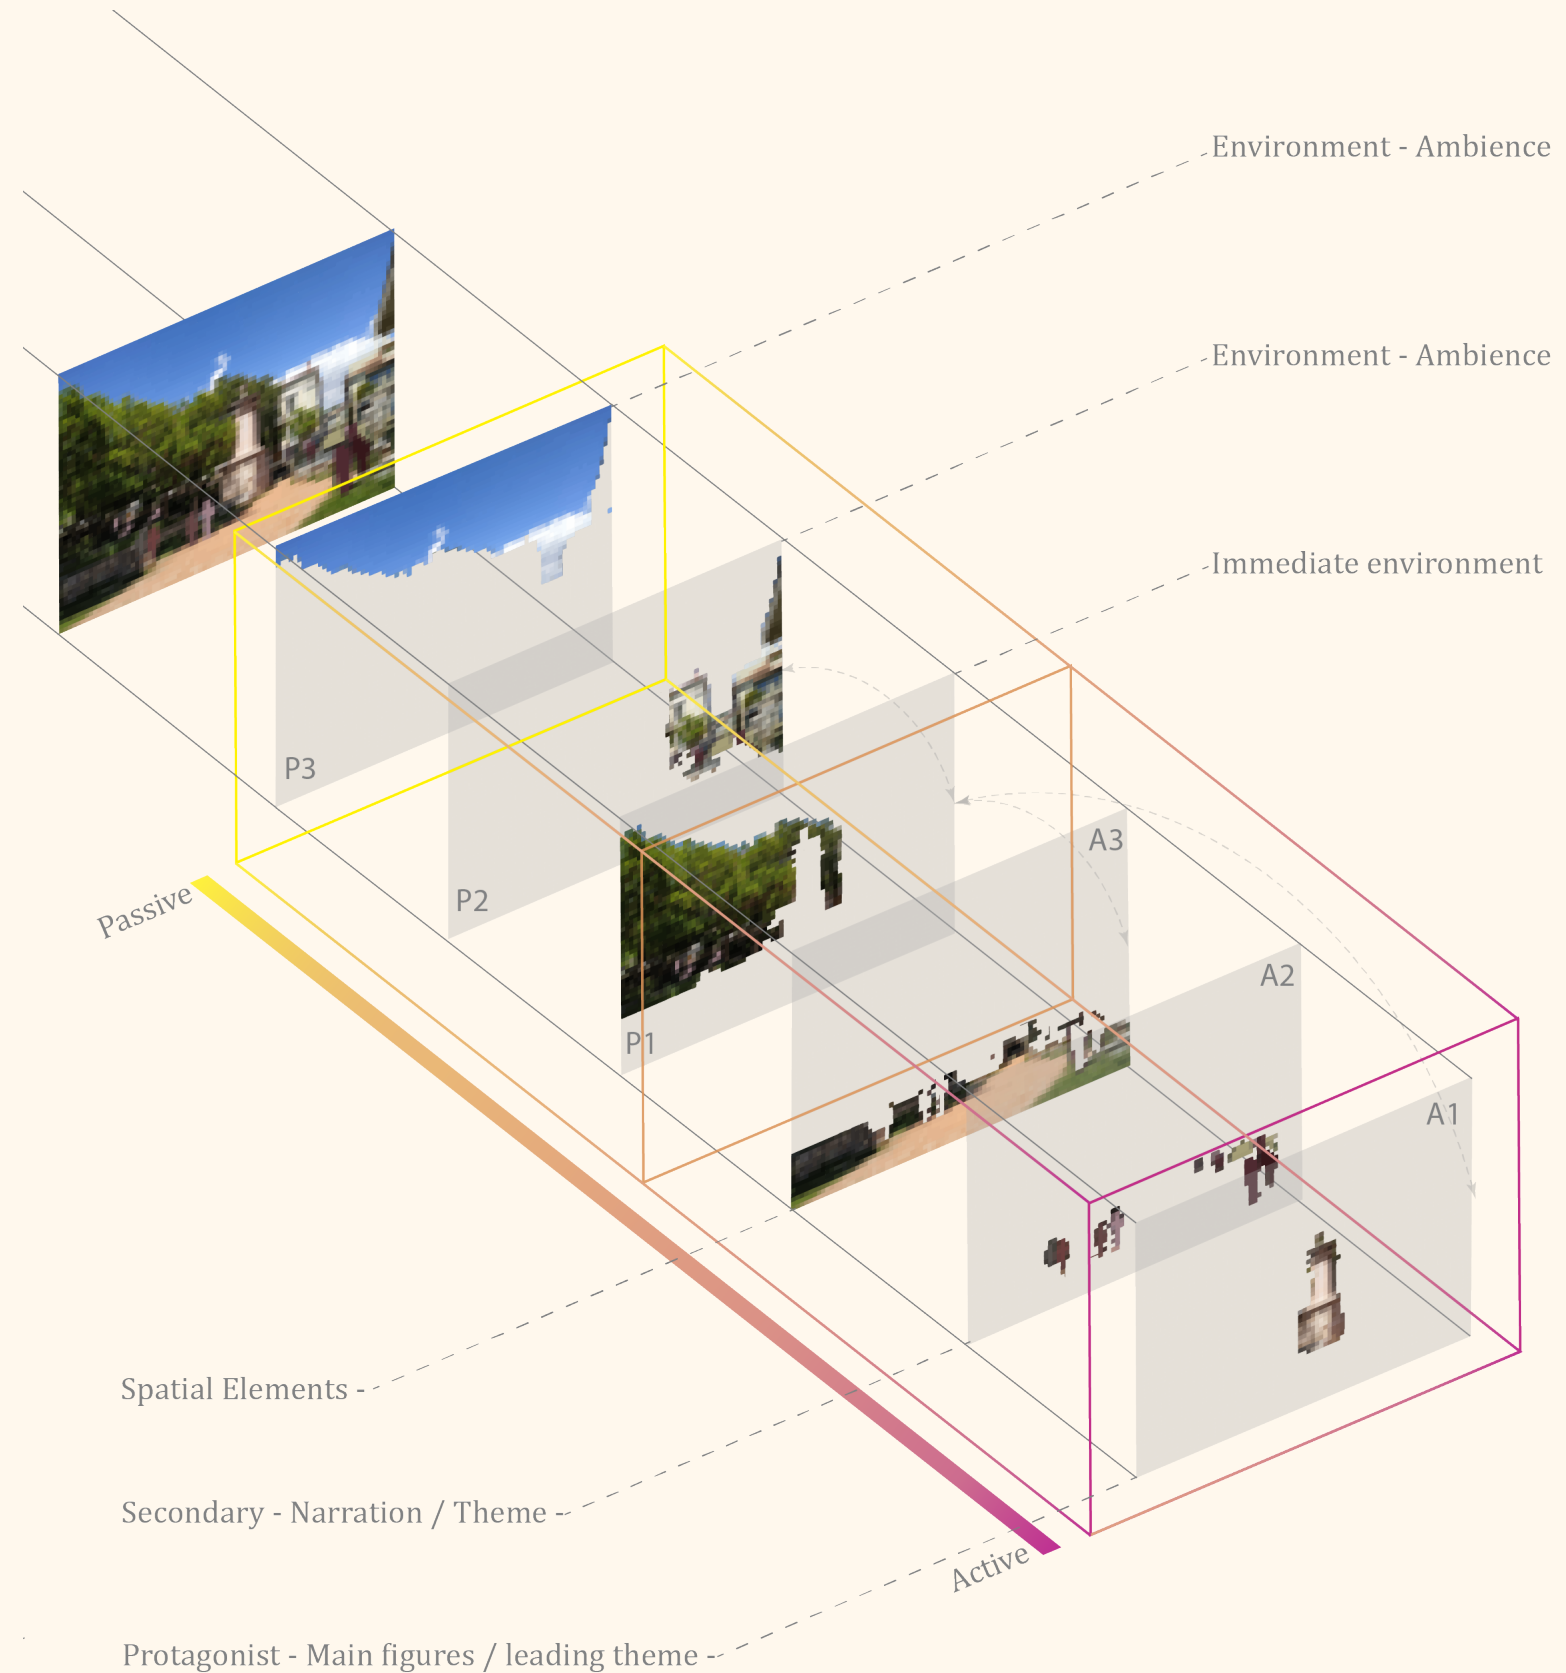 Environment - Ambience
Environment - Ambience
Immediate environment
P3
A3
Passive
P2
A2
P1
A1
Spatial Elements -
Secondary - Narration / Theme -
Active
Protagonist - Main figures / leading theme -